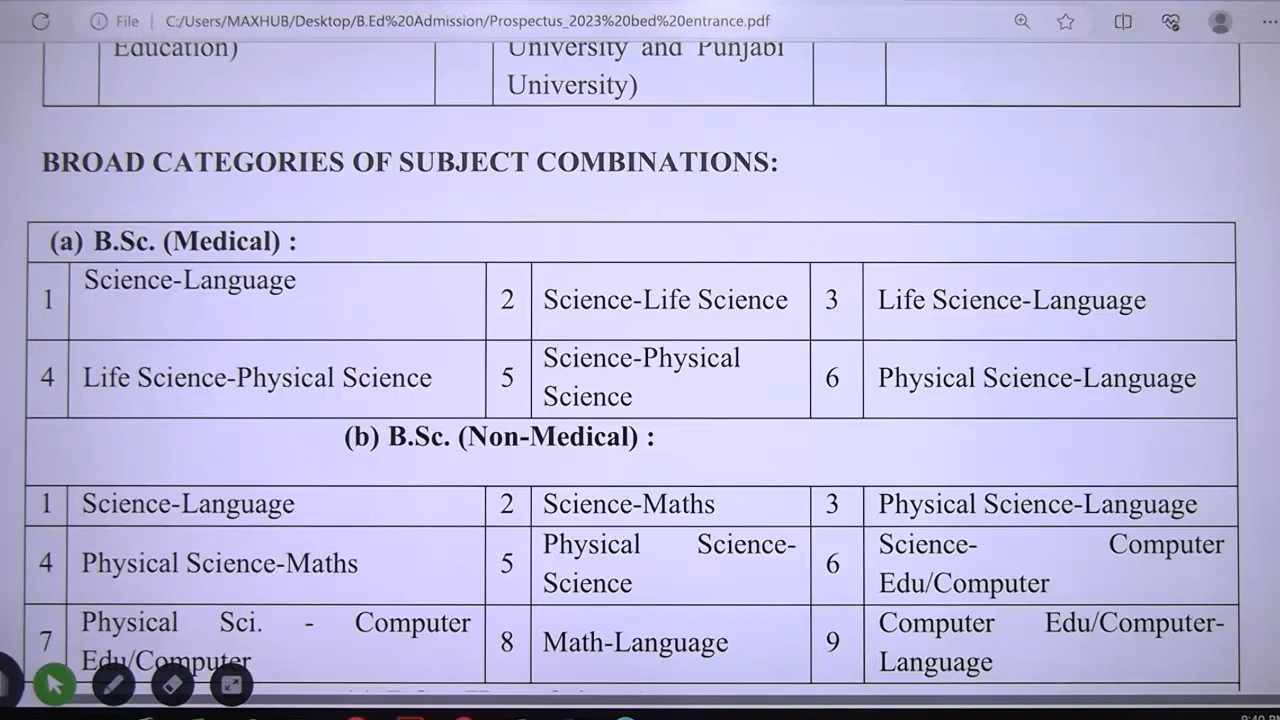 File
C:/Users/MAXHUB/Desktop/B.Ed%20Admission/Prospectus_2023%20bed%20entrance.pdf
Education)
University and Punjabi
University)
BROAD CATEGORIES OF SUBJECT COMBINATIONS:
(a) B.Sc. (Medical) :
1 Science-Language 2 Science-Life Science 3 Life Science-Language
4 Life Science-Physical Science 5 Science-Physical
Science 6 Physical Science-Language
(b) B.Sc. (Non-Medical) :
1 Science-Language 2 Science-Maths 3 Physical Science-Language
4 Physical Science-Maths 5 Physical Science-
Science 6 Science- Computer
Edu/Computer
7 Physical Sci. - Computer
Edu/Computer 8 Math-Language 9 Computer Edu/Computer-
Language